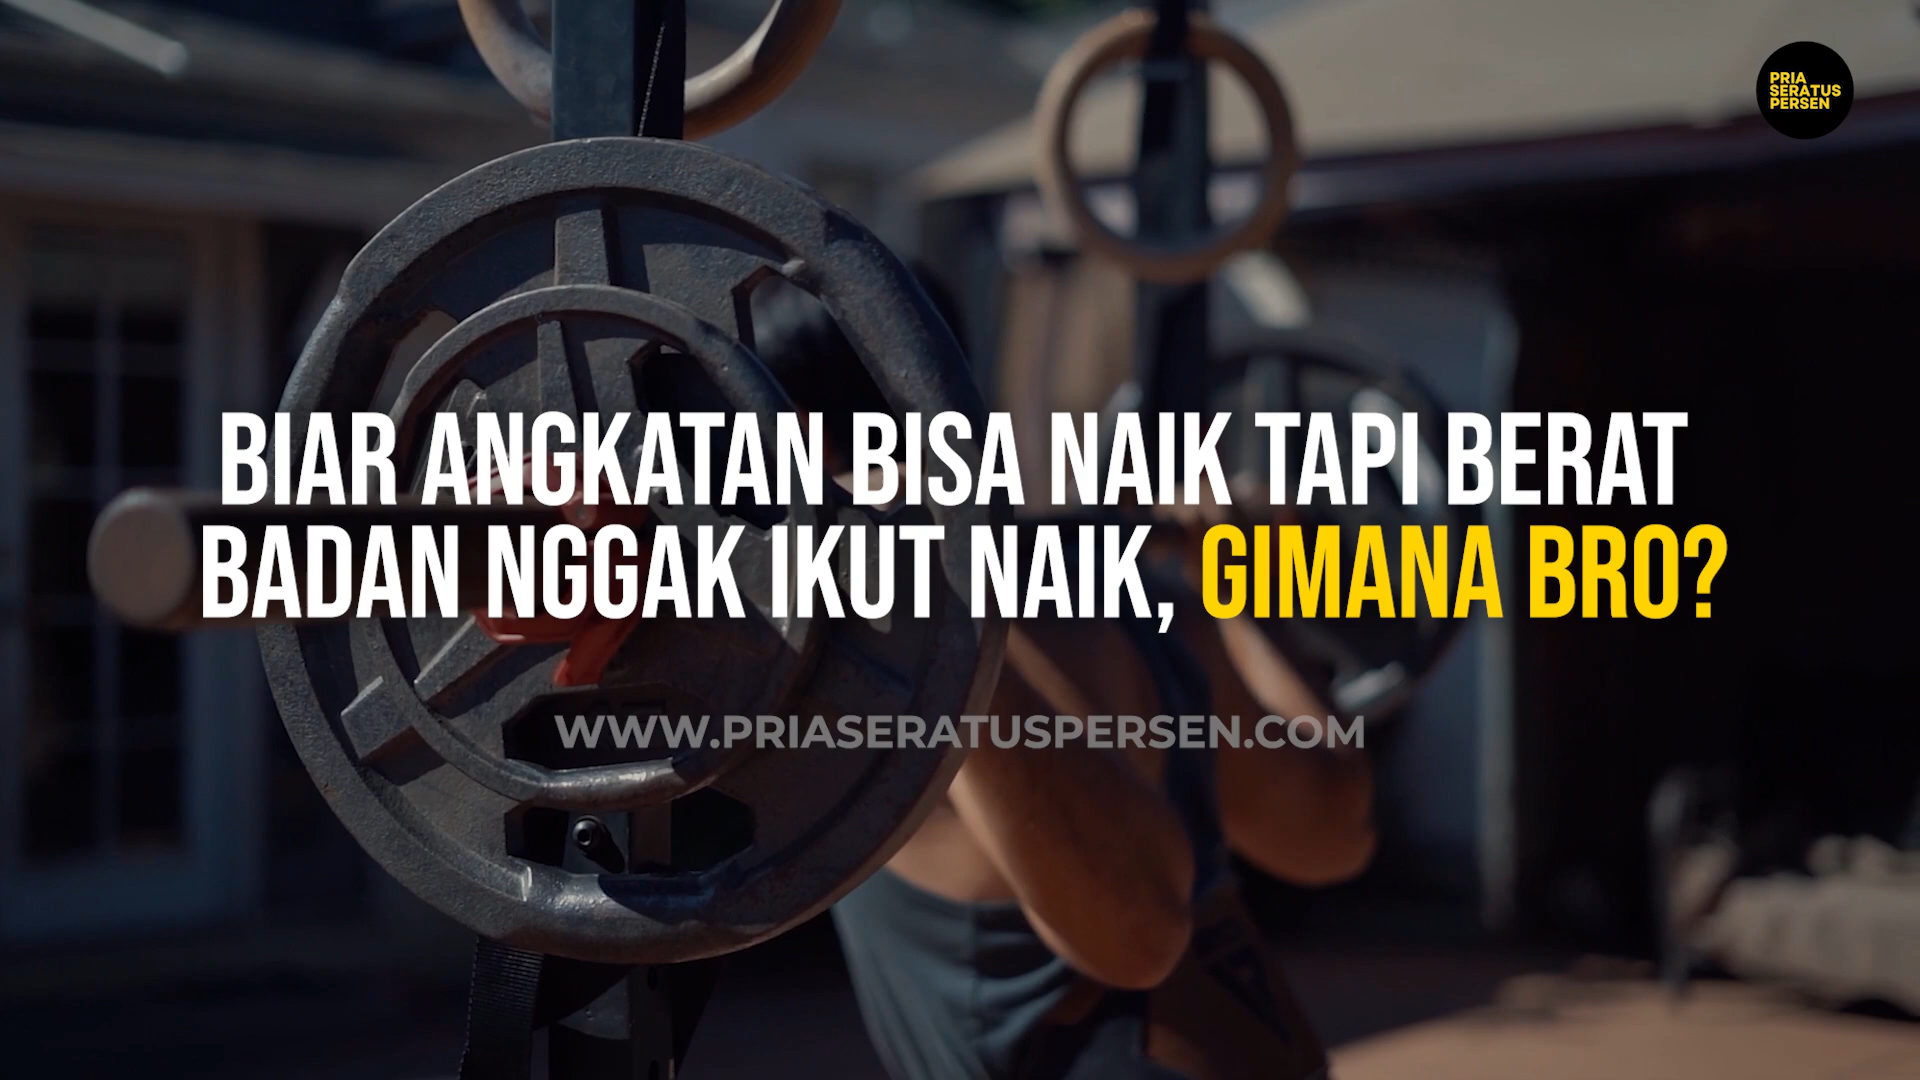 PRIA
SERATUS
PERSEN
BIAR ANGKATAN BISA NAIK TAPI BERAT
BADAN NGGAK IKUT NAIK, GIMANA BRO?
WWW.PRIASERATUSPERSEN.COM